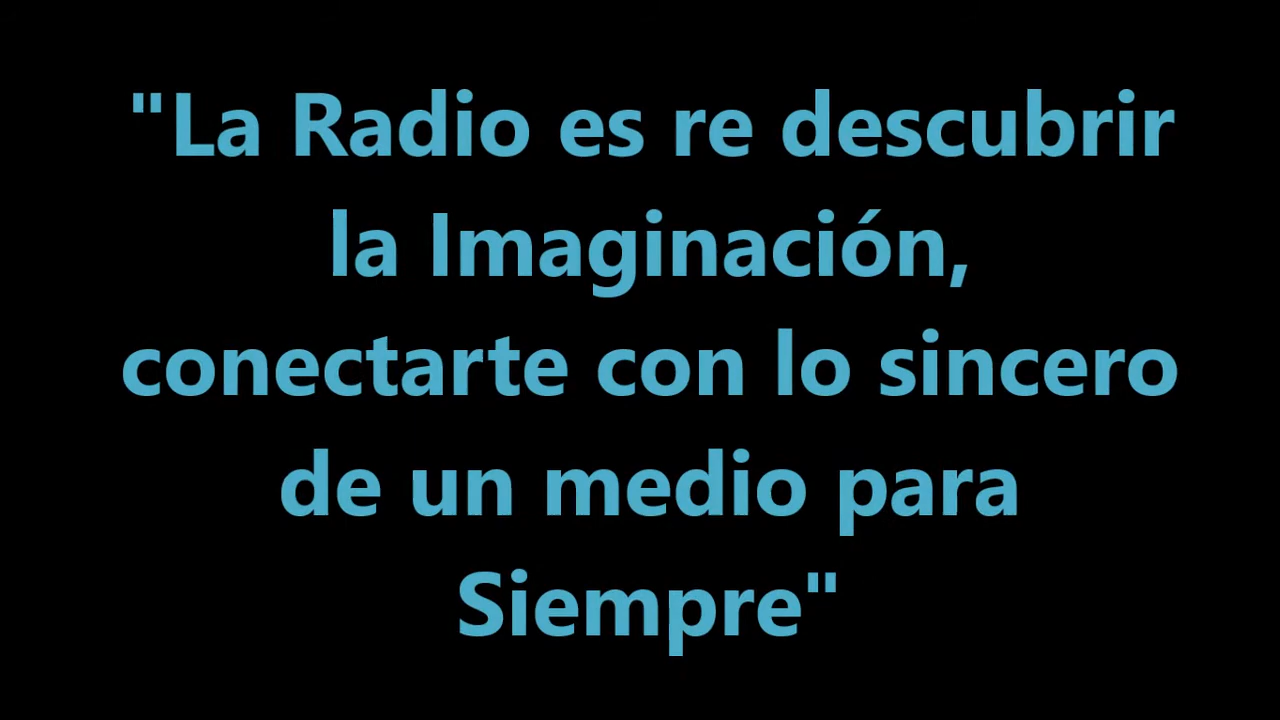 "La Radio es re descubrir
la Imaginación,
conectarte con lo sincero
de un medio para
Siempre"